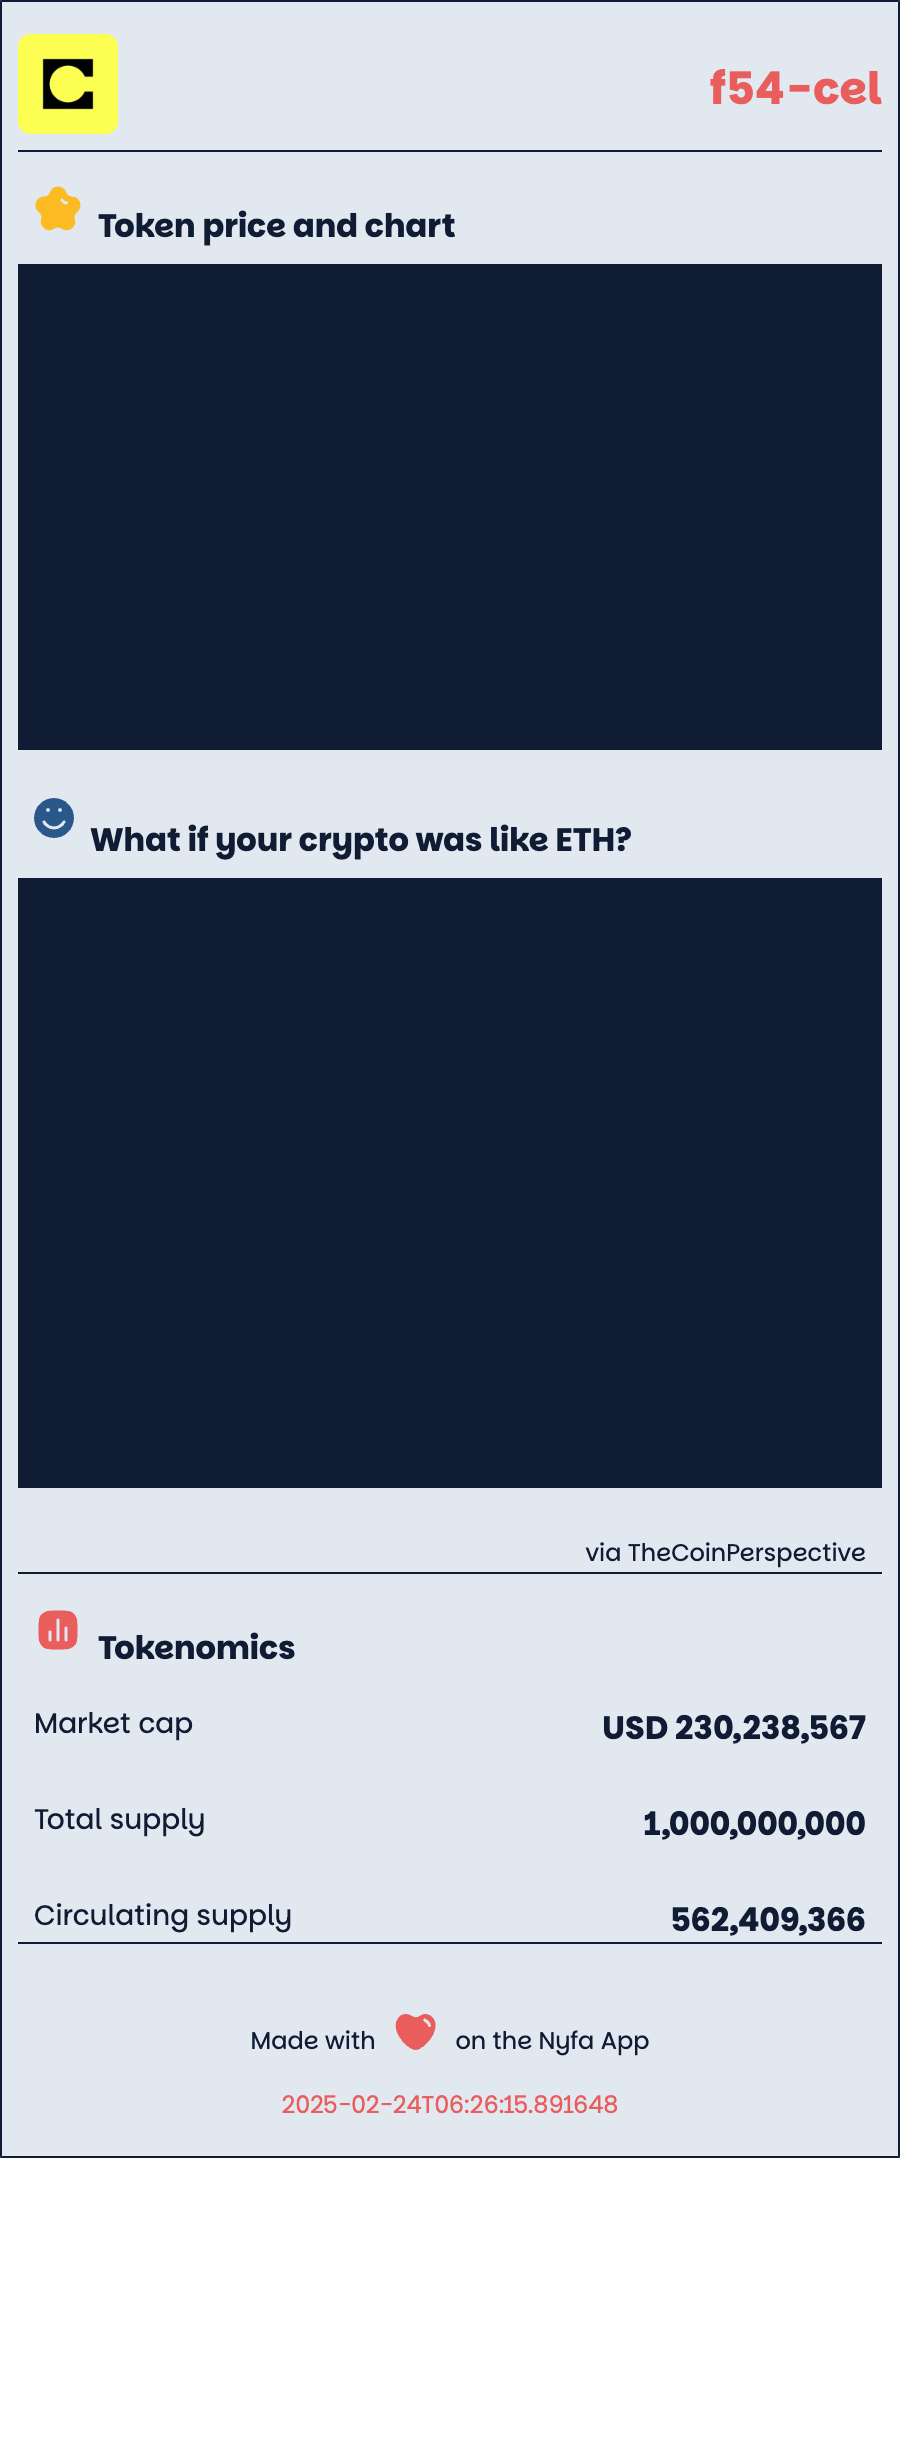 C
f54-cel
Token price and chart
What if your crypto was like ETH?
via TheCoinPerspective
Tokenomics
Market cap USD 230,238,567
Total supply 1,000,000,000
Circulating supply 562,409,366
Made with on the Nyfa App
2025-02-24T06:26:15.891648